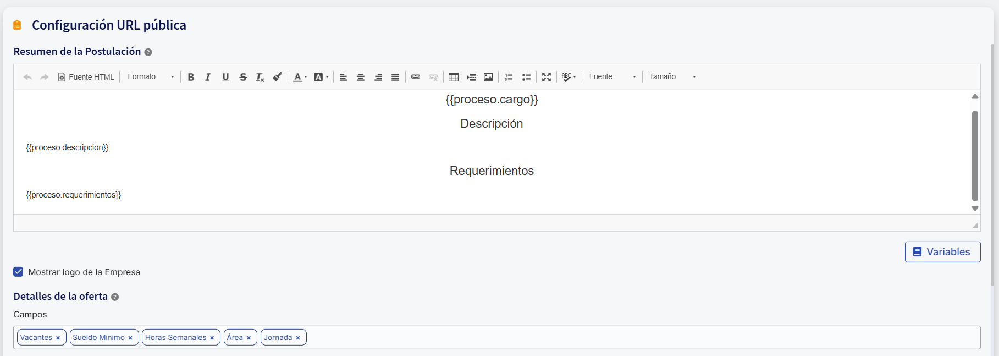 Configuración URL pública
Resumen de la Postulación ?
Fuente HTML Formato B I U S Tx A A ABC Fuente Tamaño
{{proceso.cargo}}
Descripción
{{proceso.descripcion}}
Requerimientos
{{proceso.requerimientos}}
Variables
Mostrar logo de la Empresa
Detalles de la oferta ?
Campos
Vacantes × Sueldo Mínimo × Horas Semanales × Área × Jornada ×